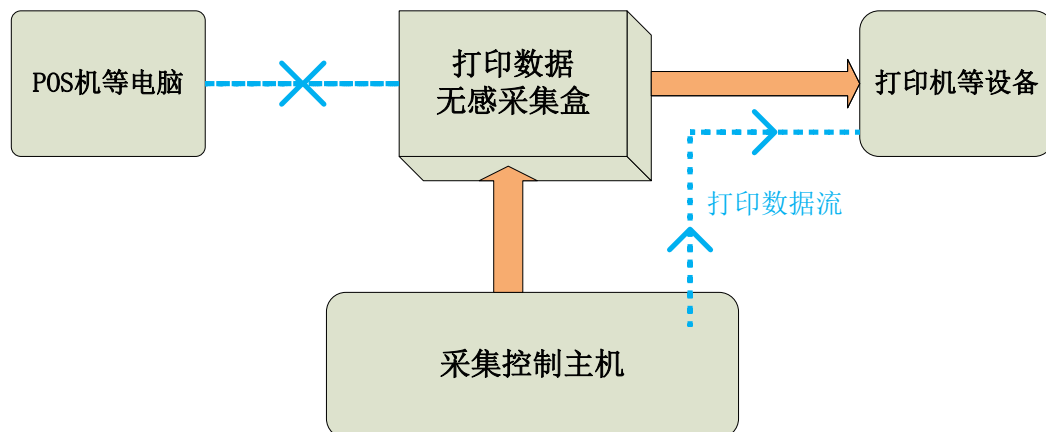 POS机等电脑
打印数据
无感采集盒
打印机等设备
打印数据流
采集控制主机